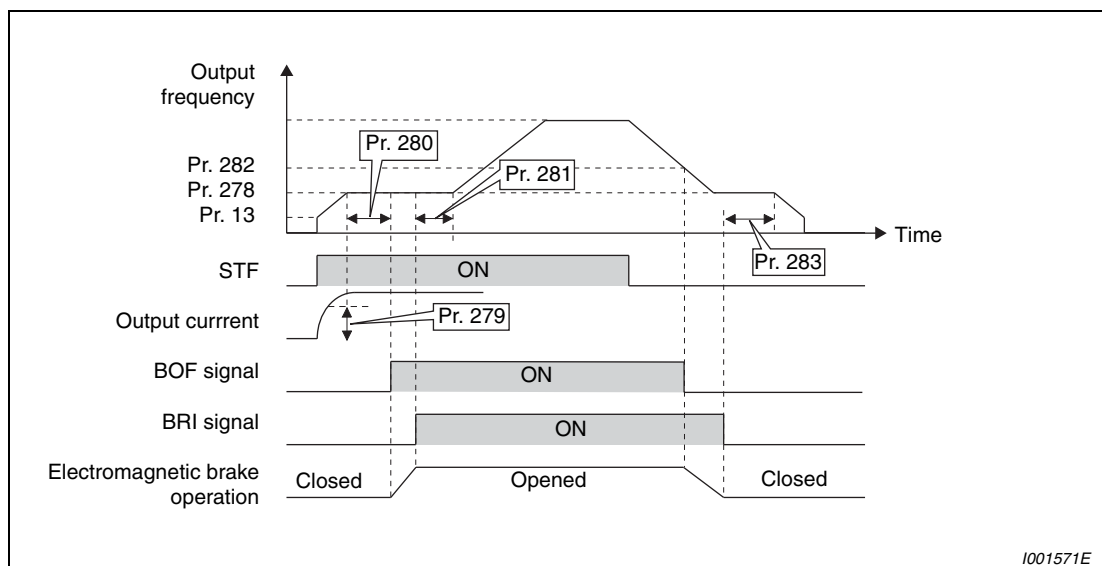 Output
frequency
Pr. 280
Pr. 282
Pr. 281
Pr. 278
Pr. 13
Time
Pr. 283
STF
ON
Output currrent
Pr. 279
BOF signal
ON
BRI signal
ON
Electromagnetic brake
operation
Closed
Opened
Closed
I001571E